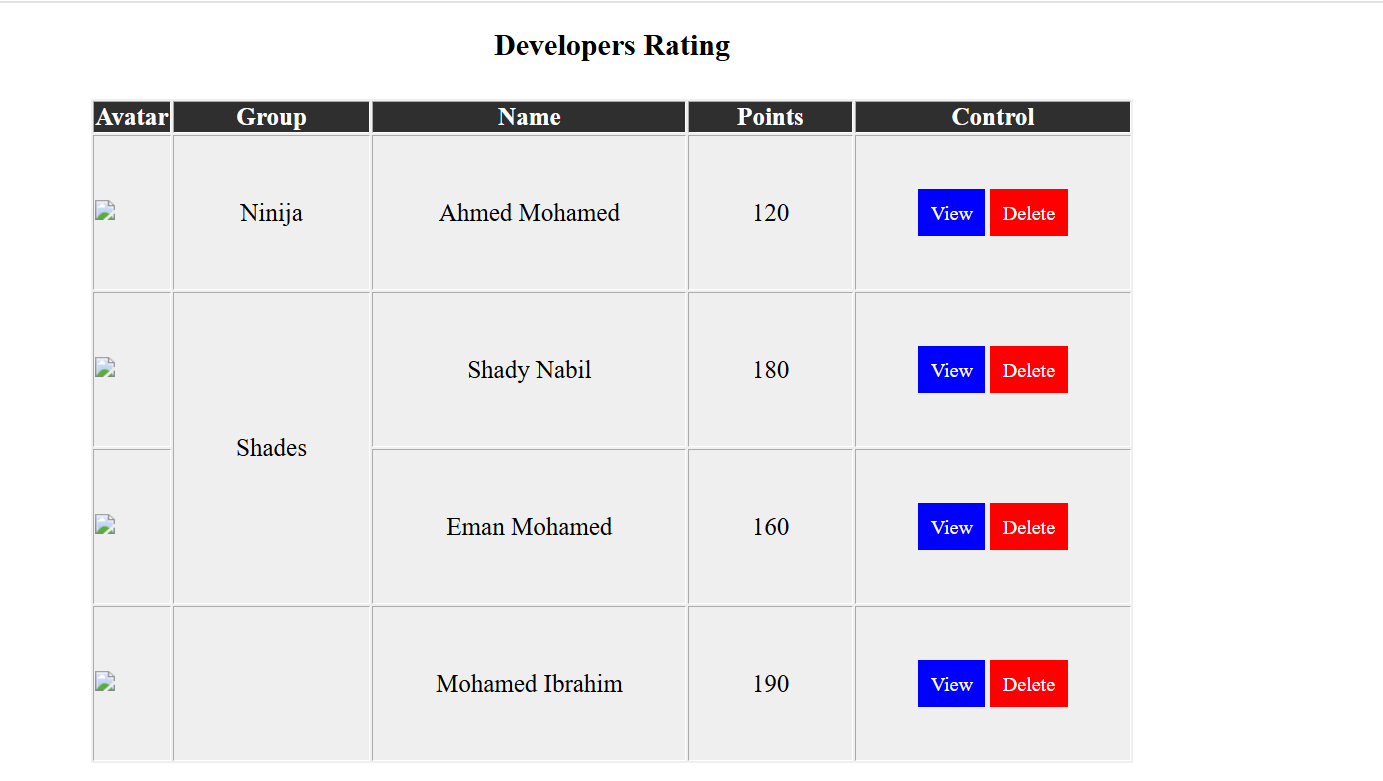 Developers Rating
Avatar Group Name Points Control
Ninija Ahmed Mohamed 120 View Delete
Shady Nabil 180 View Delete
Shades
Eman Mohamed 160 View Delete
Mohamed Ibrahim 190 View Delete